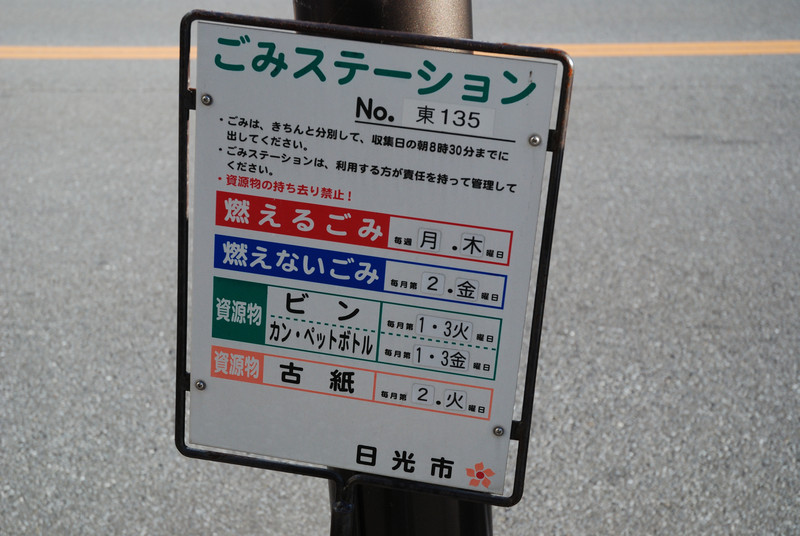 ごみステーション
No. 東135
・ごみは、きちんと分別して、収集日の朝8時30分までに
出してください。
・ごみステーションは、利用する方が責任を持って管理して
ください。
・資源物の持ち去り禁止！
燃えるごみ 毎週 月・木 曜日
燃えないごみ 毎月第 2・金 曜日
資源物 ビン 毎月第 1・3火 曜日
カン・ペットボトル 毎月第 1・3金 曜日
資源物 古紙 毎月第 2・火 曜日
日光市